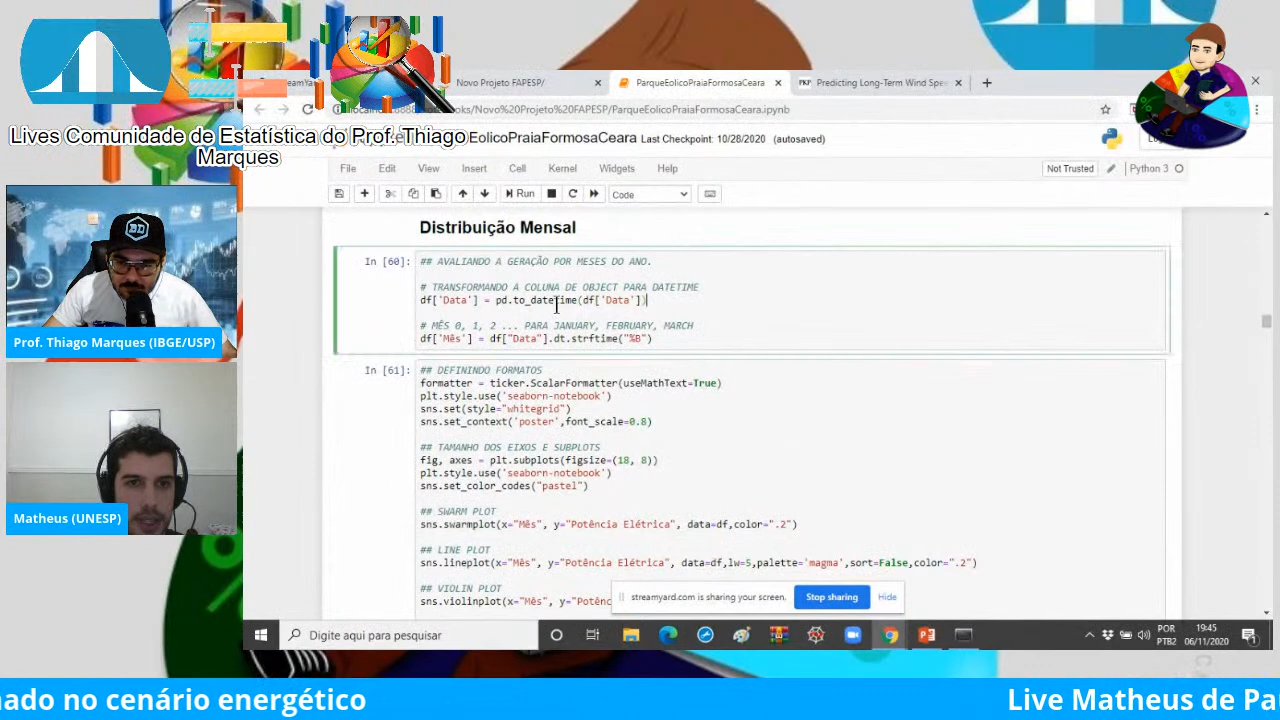 Lives Comunidade de Estatística do Prof. Thiago
Marques
Novo Projeto FAPESP/
ParqueEolicoPraiaFormosaCeara
Predicting Long-Term Wind Spe
books/Novo%20Projeto%20FAPESP/ParqueEolicoPraiaFormosaCeara.ipynb
EolicoPraiaFormosaCeara Last Checkpoint: 10/28/2020 (autosaved)
File Edit View Insert Cell Kernel Widgets Help
Not Trusted Python 3
Run Code
Distribuição Mensal
In [60]: ## AVALIANDO A GERAÇÃO POR MESES DO ANO.
# TRANSFORMANDO A COLUNA DE OBJECT PARA DATETIME
df['Data'] = pd.to_datetime(df['Data'])
# MÊS 0, 1, 2 ... PARA JANUARY, FEBRUARY, MARCH
df['Mês'] = df["Data"].dt.strftime("%B")
In [61]: ## DEFININDO FORMATOS
formatter = ticker.ScalarFormatter(useMathText=True)
plt.style.use('seaborn-notebook')
sns.set(style="whitegrid")
sns.set_context('poster',font_scale=0.8)
## TAMANHO DOS EIXOS E SUBPLOTS
fig, axes = plt.subplots(figsize=(18, 8))
plt.style.use('seaborn-notebook')
sns.set_color_codes("pastel")
## SWARM PLOT
sns.swarmplot(x="Mês", y="Potência Elétrica", data=df,color=".2")
## LINE PLOT
sns.lineplot(x="Mês", y="Potência Elétrica", data=df,lw=5,palette='magma',sort=False,color=".2")
## VIOLIN PLOT
sns.violinplot(x="Mês", y="Potênc
streamyard.com is sharing your screen. Stop sharing Hide
BD
Prof. Thiago Marques (IBGE/USP)
Matheus (UNESP)
Digite aqui para pesquisar
POR
PTB2
19:45
06/11/2020
nado no cenário energético
Live Matheus de Pa